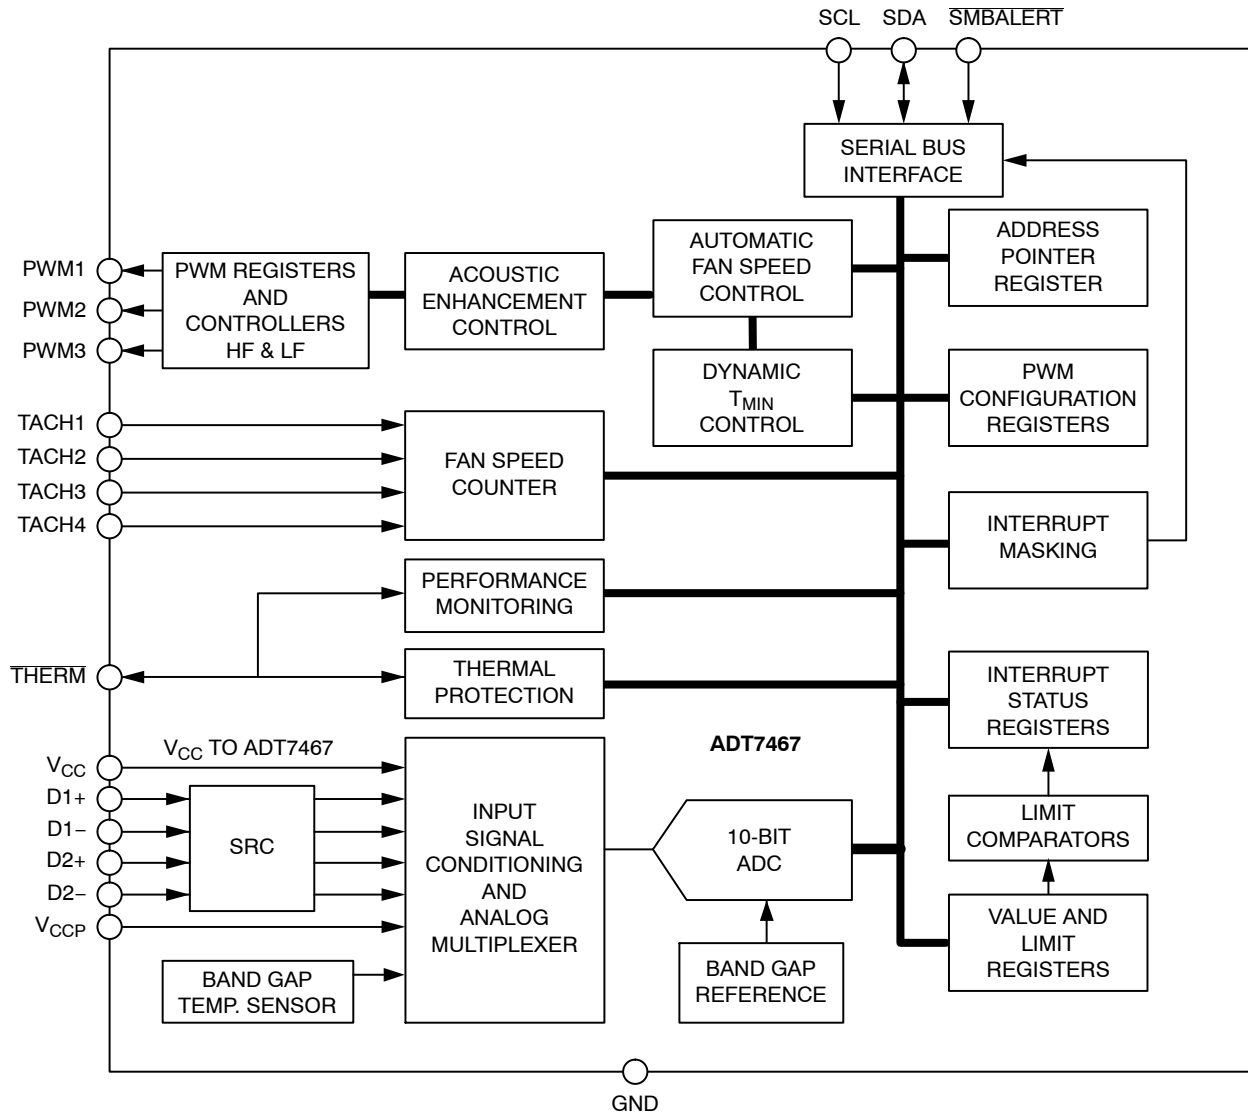 SCL SDA SMBALERT
SERIAL BUS
INTERFACE
ADDRESS
POINTER
REGISTER
AUTOMATIC
FAN SPEED
CONTROL
ACOUSTIC
ENHANCEMENT
CONTROL
PWM REGISTERS
AND
CONTROLLERS
HF & LF
PWM1
PWM2
PWM3
DYNAMIC
TMIN
CONTROL
PWM
CONFIGURATION
REGISTERS
TACH1
TACH2
TACH3
TACH4
FAN SPEED
COUNTER
INTERRUPT
MASKING
PERFORMANCE
MONITORING
THERM
THERMAL
PROTECTION
INTERRUPT
STATUS
REGISTERS
VCC
VCC TO ADT7467
ADT7467
D1+
D1−
D2+
D2−
VCCP
SRC
INPUT
SIGNAL
CONDITIONING
AND
ANALOG
MULTIPLEXER
10-BIT
ADC
LIMIT
COMPARATORS
VALUE AND
LIMIT
REGISTERS
BAND GAP
TEMP. SENSOR
BAND GAP
REFERENCE
GND